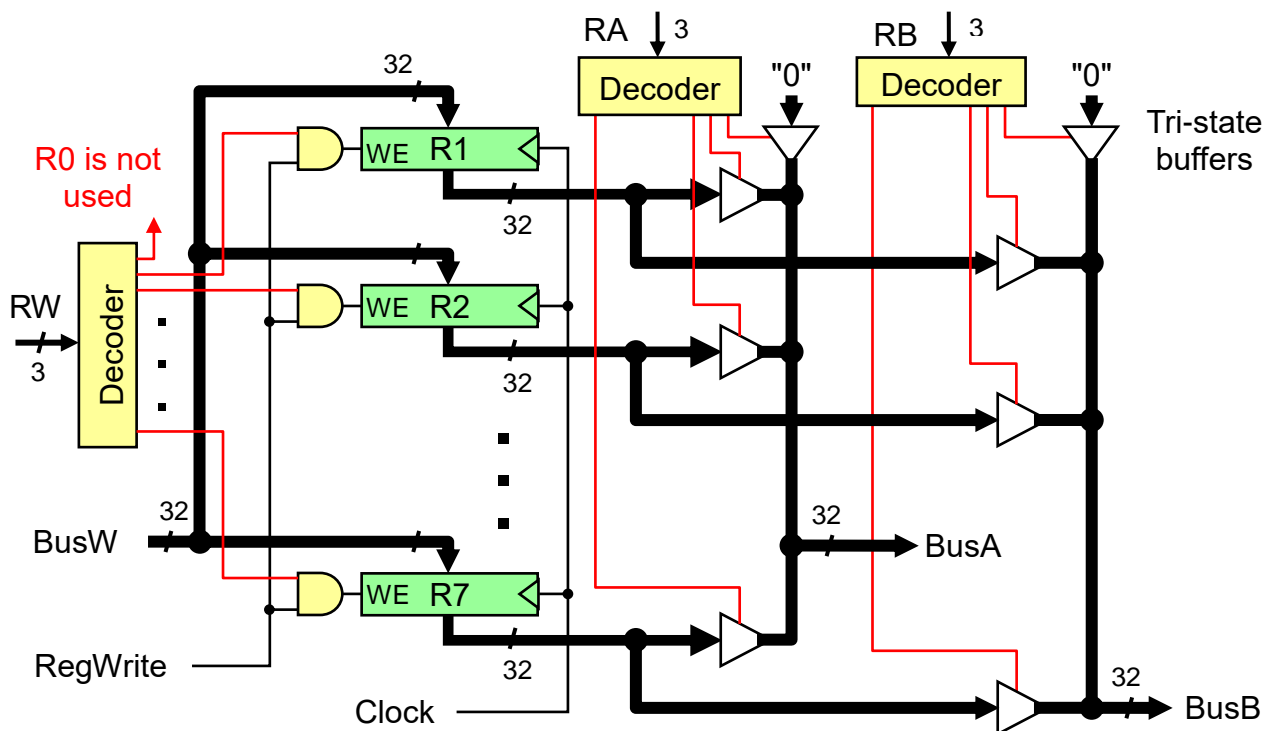 RA
3
RB
3
32
Decoder
"0"
Decoder
"0"
Tri-state
buffers
R0 is not
used
WE
R1
32
RW
3
Decoder
WE
R2
32
BusW
32
32
BusA
WE
R7
32
RegWrite
Clock
32
BusB